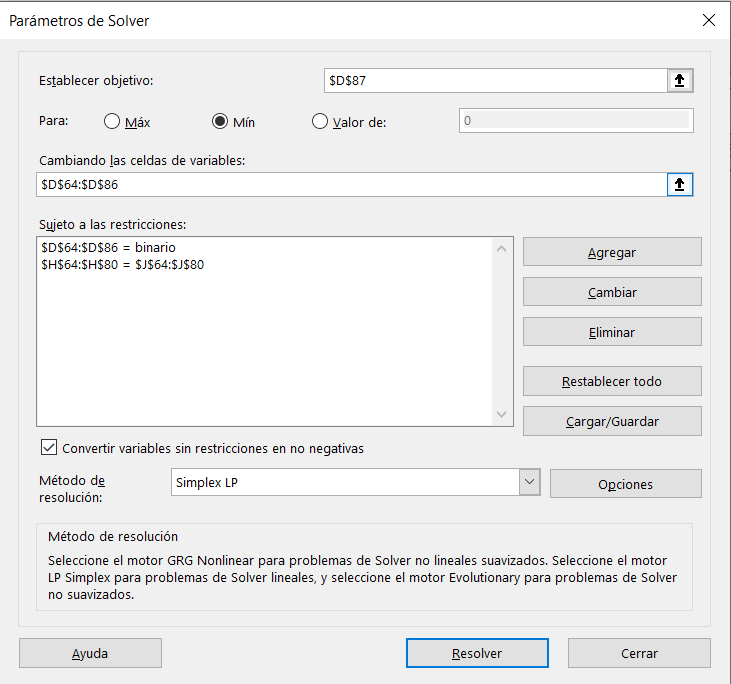 Parámetros de Solver
Establecer objetivo:
$D$87
Para:
Máx
Mín
Valor de:
0
Cambiando las celdas de variables:
$D$64:$D$86
Sujeto a las restricciones:
$D$64:$D$86 = binario
$H$64:$H$80 = $J$64:$J$80
Agregar
Cambiar
Eliminar
Restablecer todo
Cargar/Guardar
Convertir variables sin restricciones en no negativas
Método de
resolución:
Simplex LP
Opciones
Método de resolución
Seleccione el motor GRG Nonlinear para problemas de Solver no lineales suavizados. Seleccione el motor
LP Simplex para problemas de Solver lineales, y seleccione el motor Evolutionary para problemas de Solver
no suavizados.
Ayuda
Resolver
Cerrar